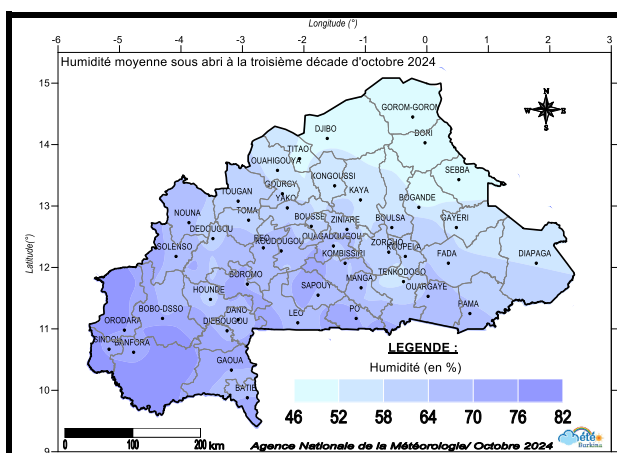 Longitude (°)
-6 -5 -4 -3 -2 -1 0 1 2 3
Humidité moyenne sous abri à la troisième décade d'octobre 2024
Latitude(°)
15
14
13
12
11
10
9
N
W E
S
GOROM-GOROM
DJIBO
DORI
TITAO
OUAHIGOUYA
SEBBA
KONGOUSSI
TOUGAN
GOURCY
KAYA
YAKO
BOGANDE
NOUNA
TOMA
BOUSSE
ZINIARE
BOULSA
GAYERI
DEDOUGOU
REO
KOUDOUGOU
OUAGADOUGOU
ZORGHO
KOUPELA
SOLENSO
KOMBISSIRI
FADA
DIAPAGA
BOROMO
MANGA
TENKODOGO
HOUNDE
SAPOUY
OUARGAYE
BOBO-DSSO
DANO
LEO
PO
PAMA
ORODARA
DIEBOUGOU
SINDOU
BANFORA
GAOUA
BATIE
LEGENDE :
Humidité (en %)
46 52 58 64 70 76 82
0 100 200 km
Agence Nationale de la Météorologie/ Octobre 2024
météo
Burkina